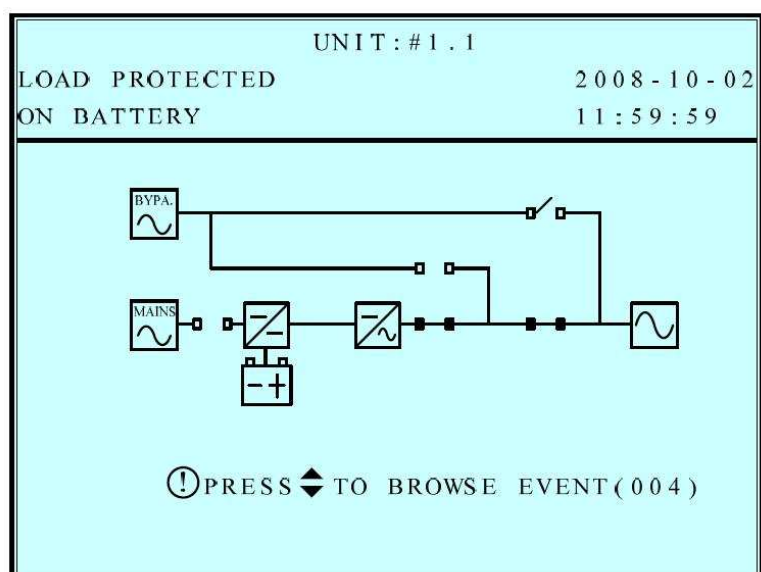 UNIT:#1.1
LOAD PROTECTED
2008-10-02
ON BATTERY
11:59:59
BYPA.
MAINS
PRESS TO BROWSE EVENT(004)